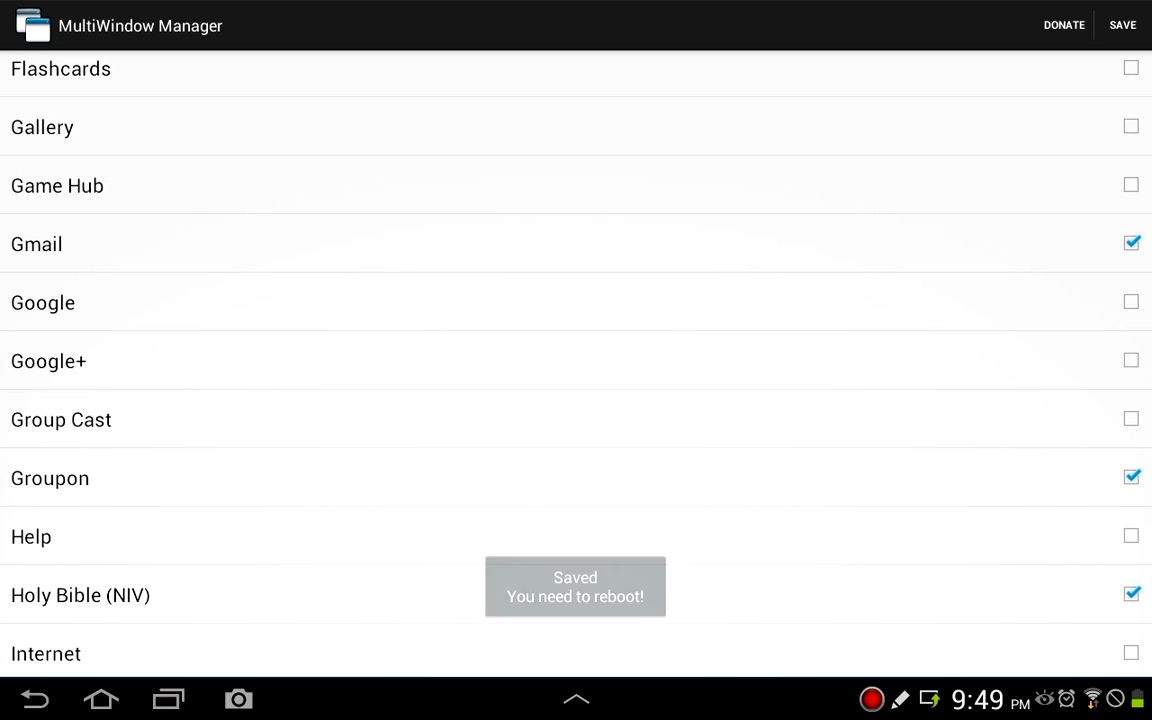 MultiWindow Manager
DONATE
SAVE
Flashcards
Gallery
Game Hub
Gmail
Google
Google+
Group Cast
Groupon
Help
Saved
You need to reboot!
Holy Bible (NIV)
Internet
9:49 PM